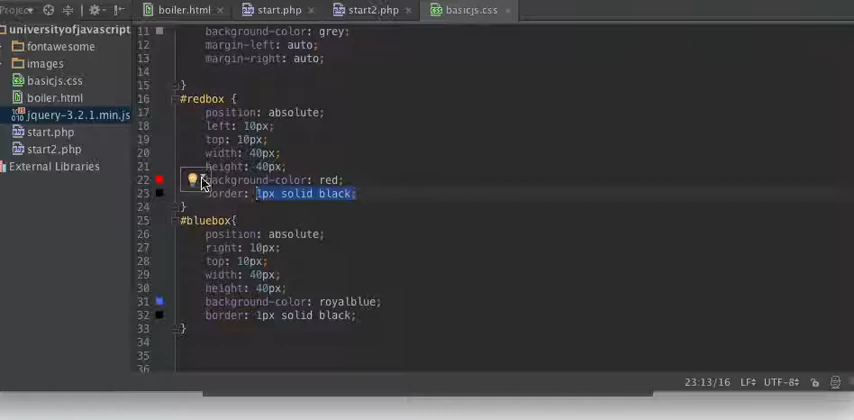 Project
boiler.html × start.php × start2.php × basicjs.css ×
universityofjavascript
fontawesome
images
basicjs.css
boiler.html
jquery-3.2.1.min.js
start.php
start2.php
External Libraries
11 background-color: grey;
12 margin-left: auto;
13 margin-right: auto;
14
15 }
16 #redbox {
17 position: absolute;
18 left: 10px;
19 top: 10px;
20 width: 40px;
21 height: 40px;
22 background-color: red;
23 border: 1px solid black;
24 }
25 #bluebox{
26 position: absolute;
27 right: 10px;
28 top: 10px;
29 width: 40px;
30 height: 40px;
31 background-color: royalblue;
32 border: 1px solid black;
33 }
34
35
36
23:13/16 LF÷ UTF-8÷